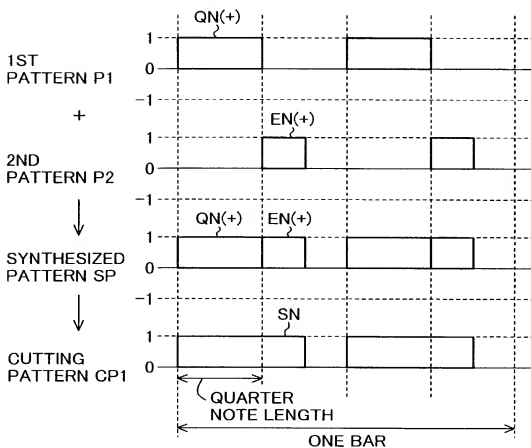 QN(+)
1
0
-1
1ST
PATTERN P1
+
EN(+)
1
0
-1
2ND
PATTERN P2
QN(+) EN(+)
1
0
-1
SYNTHESIZED
PATTERN SP
SN
1
0
CUTTING
PATTERN CP1
QUARTER
NOTE LENGTH
ONE BAR